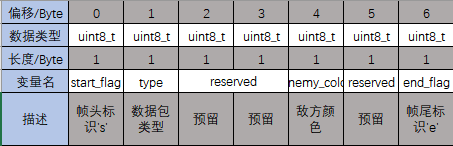 偏移/Byte 0 1 2 3 4 5 6
数据类型 uint8_t uint8_t uint8_t uint8_t uint8_t uint8_t uint8_t
长度/Byte 1 1 1 1 1 1 1
变量名 start_flag type reserved nemy_colo reserved end_flag
描述 帧头标识's' 数据包类型 预留 预留 敌方颜色 预留 帧尾标识'e'